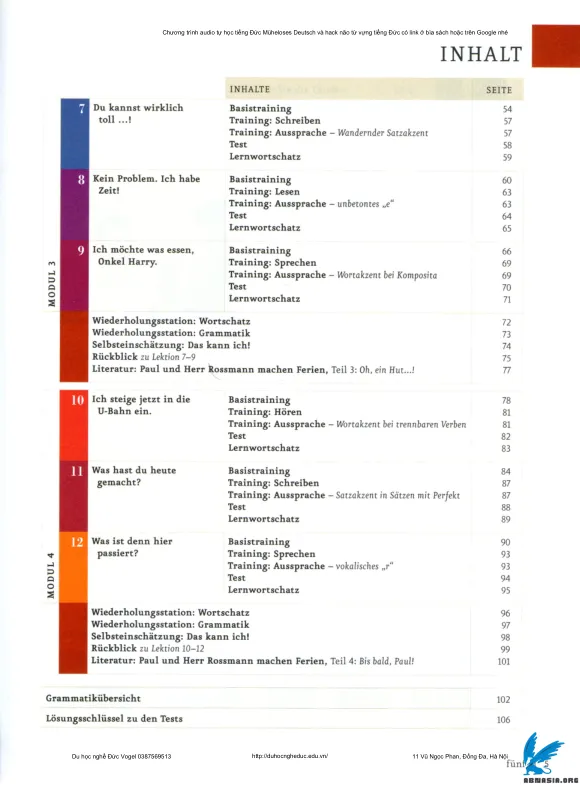 Chương trình audio tự học tiếng Đức Müheloses Deutsch và hack não từ vựng tiếng Đức có link ở bìa sách hoặc trên Google nhé
INHALT
INHALTE SEITE
7 Du kannst wirklich toll ...!
Basistraining 54
Training: Schreiben 57
Training: Aussprache – Wandernder Satzakzent 57
Test 58
Lernwortschatz 59
8 Kein Problem. Ich habe Zeit!
Basistraining 60
Training: Lesen 63
Training: Aussprache – unbetontes „e“ 63
Test 64
Lernwortschatz 65
MODUL 3
9 Ich möchte was essen, Onkel Harry.
Basistraining 66
Training: Sprechen 69
Training: Aussprache – Wortakzent bei Komposita 69
Test 70
Lernwortschatz 71
Wiederholungsstation: Wortschatz 72
Wiederholungsstation: Grammatik 73
Selbsteinschätzung: Das kann ich! 74
Rückblick zu Lektion 7–9 75
Literatur: Paul und Herr Rossmann machen Ferien, Teil 3: Oh, ein Hut...! 77
10 Ich steige jetzt in die U-Bahn ein.
Basistraining 78
Training: Hören 81
Training: Aussprache – Wortakzent bei trennbaren Verben 81
Test 82
Lernwortschatz 83
11 Was hast du heute gemacht?
Basistraining 84
Training: Schreiben 87
Training: Aussprache – Satzakzent in Sätzen mit Perfekt 87
Test 88
Lernwortschatz 89
MODUL 4
12 Was ist denn hier passiert?
Basistraining 90
Training: Sprechen 93
Training: Aussprache – vokalisches „r“ 93
Test 94
Lernwortschatz 95
Wiederholungsstation: Wortschatz 96
Wiederholungsstation: Grammatik 97
Selbsteinschätzung: Das kann ich! 98
Rückblick zu Lektion 10–12 99
Literatur: Paul und Herr Rossmann machen Ferien, Teil 4: Bis bald, Paul! 101
Grammatikübersicht 102
Lösungsschlüssel zu den Tests 106
Du học nghề Đức Vogel 0387569513 http://duhocngheduc.edu.vn/ 11 Vũ Ngọc Phan, Đống Đa, Hà Nội
fünf 5
ABNASIA.ORG